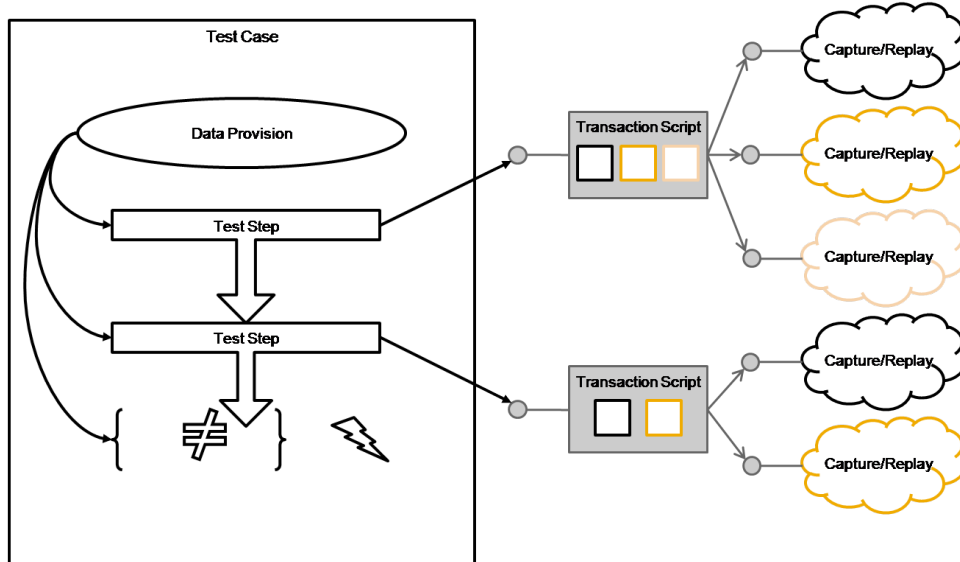 Test Case
Data Provision
Test Step
Test Step
Transaction Script
Capture/Replay
Capture/Replay
Capture/Replay
Transaction Script
Capture/Replay
Capture/Replay
{ ≠ }